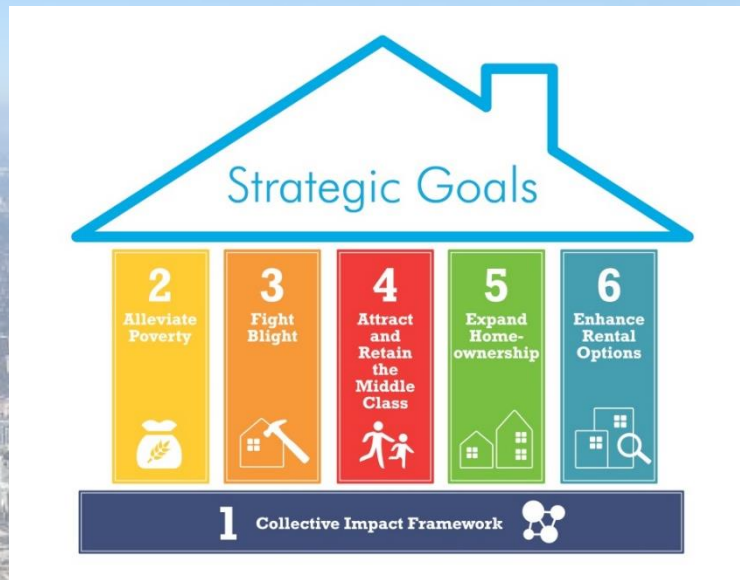 Strategic Goals
2
Alleviate
Poverty
3
Fight
Blight
4
Attract
and
Retain
the
Middle
Class
5
Expand
Home-
ownership
6
Enhance
Rental
Options
1 Collective Impact Framework